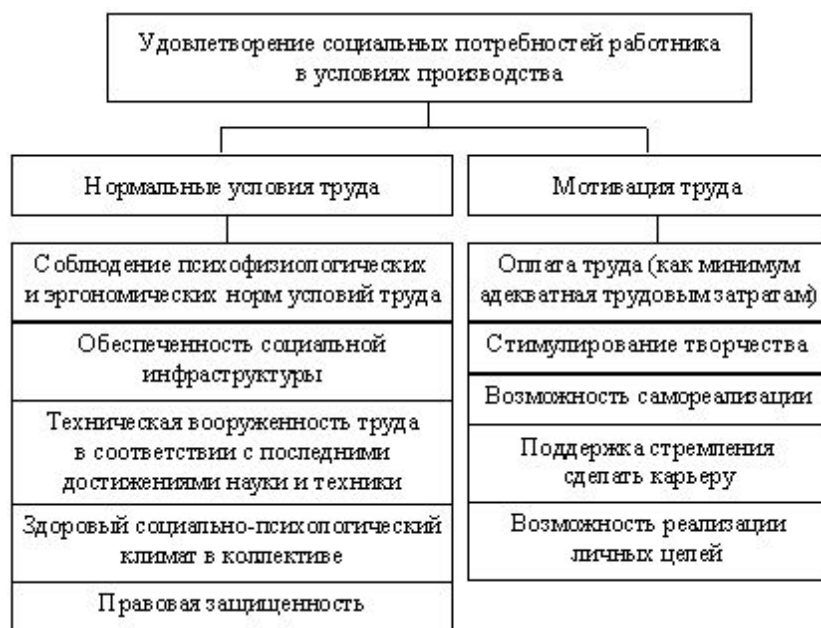 Удовлетворение социальных потребностей работника
в условиях производства
Нормальные условия труда
Соблюдение психофизиологических
и эргономических норм условий труда
Обеспеченность социальной
инфраструктуры
Техническая вооруженность труда
в соответствии с последними
достижениями науки и техники
Здоровый социально-психологический
климат в коллективе
Правовая защищенность
Мотивация труда
Оплата труда (как минимум
адекватная трудовым затратам)
Стимулирование творчества
Возможность самореализации
Поддержка стремления
сделать карьеру
Возможность реализации
личных целей